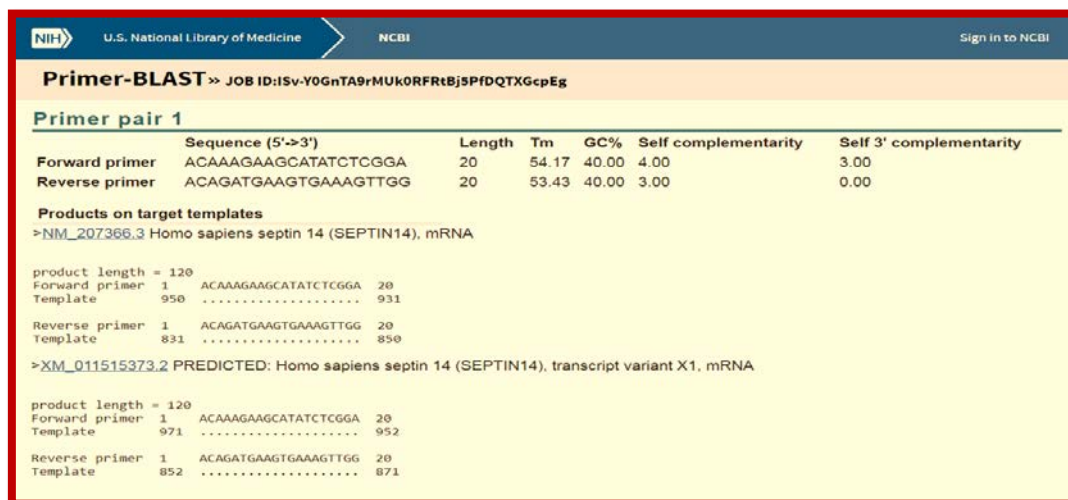 NIH U.S. National Library of Medicine NCBI Sign in to NCBI
Primer-BLAST » JOB ID:ISv-Y0GnTA9rMUk0RFRtBj5PfDQTXGcpEg
Primer pair 1
Sequence (5'->3') Length Tm GC% Self complementarity Self 3' complementarity
Forward primer ACAAAGAAGCATATCTCGGA 20 54.17 40.00 4.00 3.00
Reverse primer ACAGATGAAGTGAAAGTTGG 20 53.43 40.00 3.00 0.00
Products on target templates
>NM_207366.3 Homo sapiens septin 14 (SEPTIN14), mRNA
product length = 120
Forward primer 1 ACAAAGAAGCATATCTCGGA 20
Template 950 .................... 931
Reverse primer 1 ACAGATGAAGTGAAAGTTGG 20
Template 831 .................... 850
>XM_011515373.2 PREDICTED: Homo sapiens septin 14 (SEPTIN14), transcript variant X1, mRNA
product length = 120
Forward primer 1 ACAAAGAAGCATATCTCGGA 20
Template 971 .................... 952
Reverse primer 1 ACAGATGAAGTGAAAGTTGG 20
Template 852 .................... 871